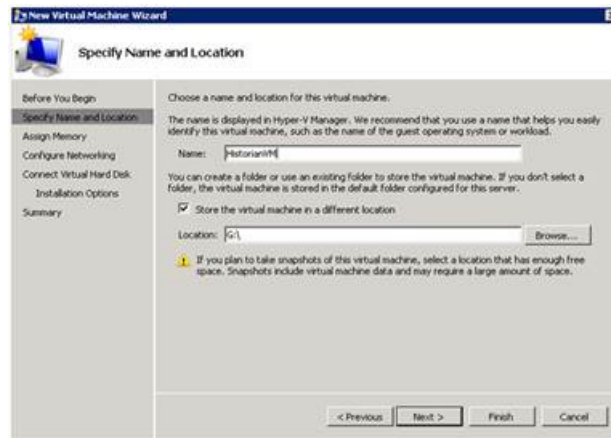 New Virtual Machine Wizard
Specify Name and Location
Before You Begin
Specify Name and Location
Assign Memory
Configure Networking
Connect Virtual Hard Disk
Installation Options
Summary
Choose a name and location for this virtual machine.
The name is displayed in Hyper-V Manager. We recommend that you use a name that helps you easily
identify this virtual machine, such as the name of the guest operating system or workload.
Name: HistorianVM
You can create a folder or use an existing folder to store the virtual machine. If you don't select a
folder, the virtual machine is stored in the default folder configured for this server.
Store the virtual machine in a different location
Location: G:\
Browse...
If you plan to take snapshots of this virtual machine, select a location that has enough free
space. Snapshots include virtual machine data and may require a large amount of space.
< Previous
Next >
Finish
Cancel